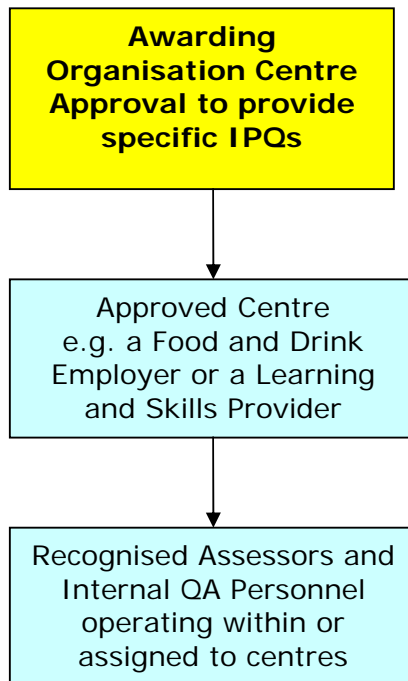 Awarding
Organisation Centre
Approval to provide
specific IPQs
Approved Centre
e.g. a Food and Drink
Employer or a Learning
and Skills Provider
Recognised Assessors and
Internal QA Personnel
operating within or
assigned to centres